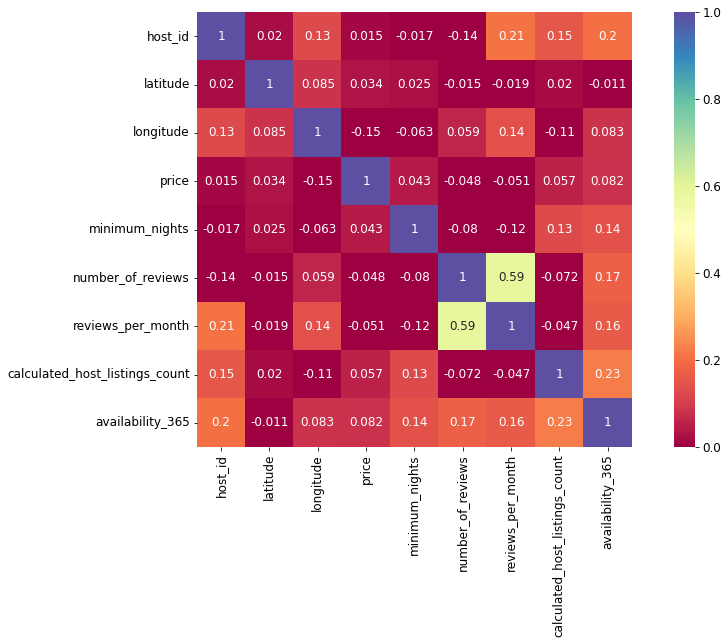 host_id 1 0.02 0.13 0.015 -0.017 -0.14 0.21 0.15 0.2
latitude 0.02 1 0.085 0.034 0.025 -0.015 -0.019 0.02 -0.011
longitude 0.13 0.085 1 -0.15 -0.063 0.059 0.14 -0.11 0.083
price 0.015 0.034 -0.15 1 0.043 -0.048 -0.051 0.057 0.082
minimum_nights -0.017 0.025 -0.063 0.043 1 -0.08 -0.12 0.13 0.14
number_of_reviews -0.14 -0.015 0.059 -0.048 -0.08 1 0.59 -0.072 0.17
reviews_per_month 0.21 -0.019 0.14 -0.051 -0.12 0.59 1 -0.047 0.16
calculated_host_listings_count 0.15 0.02 -0.11 0.057 0.13 -0.072 -0.047 1 0.23
availability_365 0.2 -0.011 0.083 0.082 0.14 0.17 0.16 0.23 1
host_id
latitude
longitude
price
minimum_nights
number_of_reviews
reviews_per_month
calculated_host_listings_count
availability_365
1.0
0.8
0.6
0.4
0.2
0.0